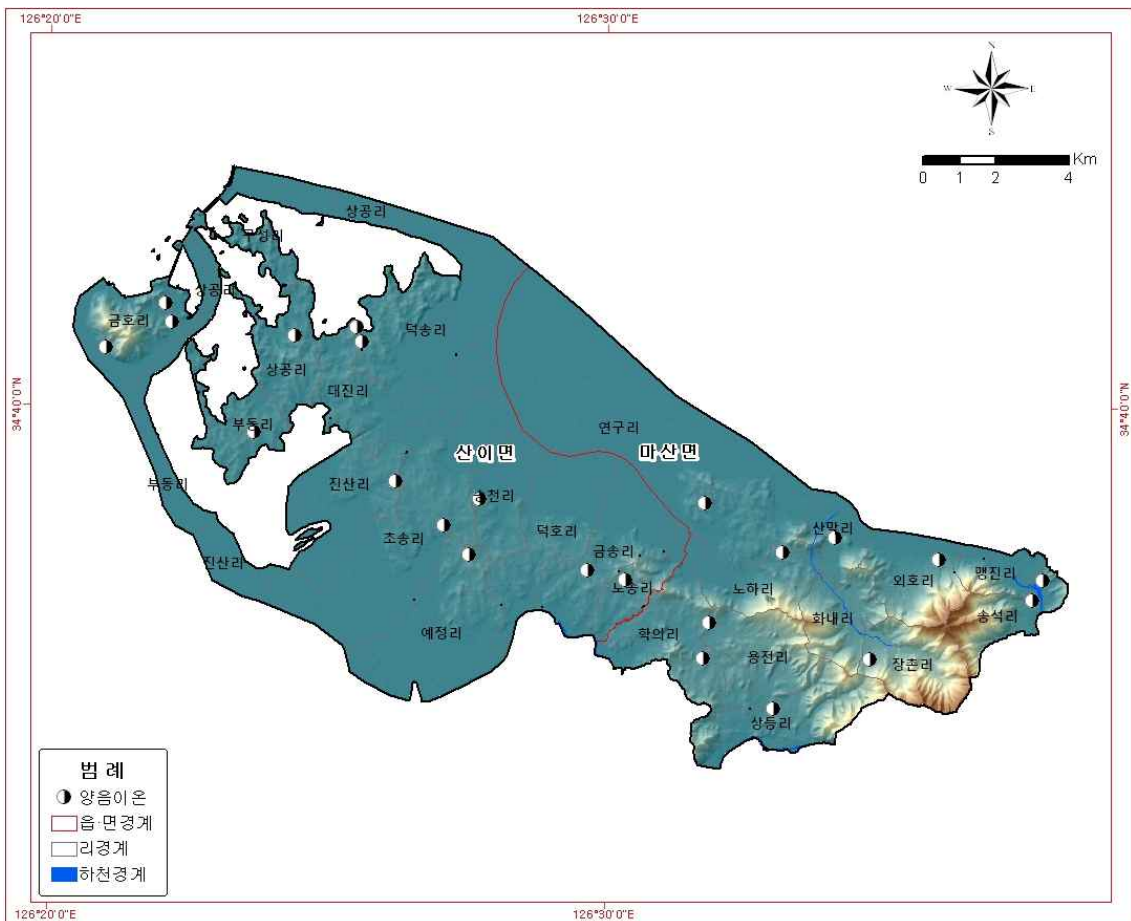 126°20'0"E
126°30'0"E
N
W
E
S
Km
0 1 2 4
상공리
구성리
상공리
금호리
덕송리
상공리
대진리
34°40'0"N
34°40'0"N
부동리
연구리
산이면
마산면
부동리
진산리
송천리
산막리
초송리
덕호리
금송리
진산리
노송리
노하리
외호리
맹진리
화내리
송석리
예정리
학의리
용전리
장촌리
상등리
범 례
양음이온
읍·면경계
리경계
하천경계
126°20'0"E
126°30'0"E